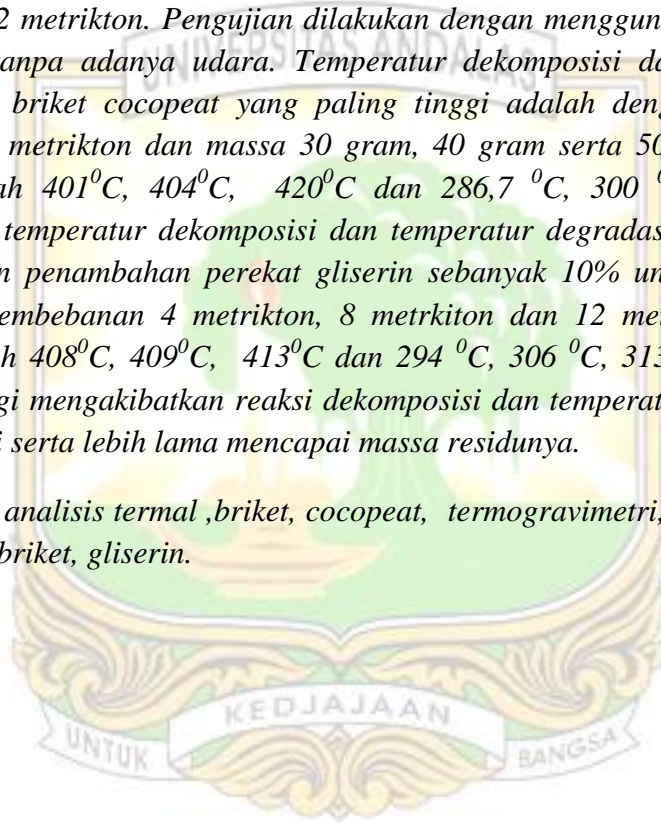 2 metrikton. Pengujian dilakukan dengan menggun
anpa adanya udara. Temperatur dekomposisi da
briket cocopeat yang paling tinggi adalah deng
metrikton dan massa 30 gram, 40 gram serta 50
ah 401⁰C, 404⁰C, 420⁰C dan 286,7 ⁰C, 300 ⁰
temperatur dekomposisi dan temperatur degradas
n penambahan perekat gliserin sebanyak 10% un
embebanan 4 metrikton, 8 metrkiton dan 12 me
h 408⁰C, 409⁰C, 413⁰C dan 294 ⁰C, 306 ⁰C, 313
gi mengakibatkan reaksi dekomposisi dan temperat
i serta lebih lama mencapai massa residunya.
analisis termal ,briket, cocopeat, termogravimetri,
briket, gliserin.
UNIVERSITAS ANDALAS
UNTUK KEDJAJAAN BANGSA